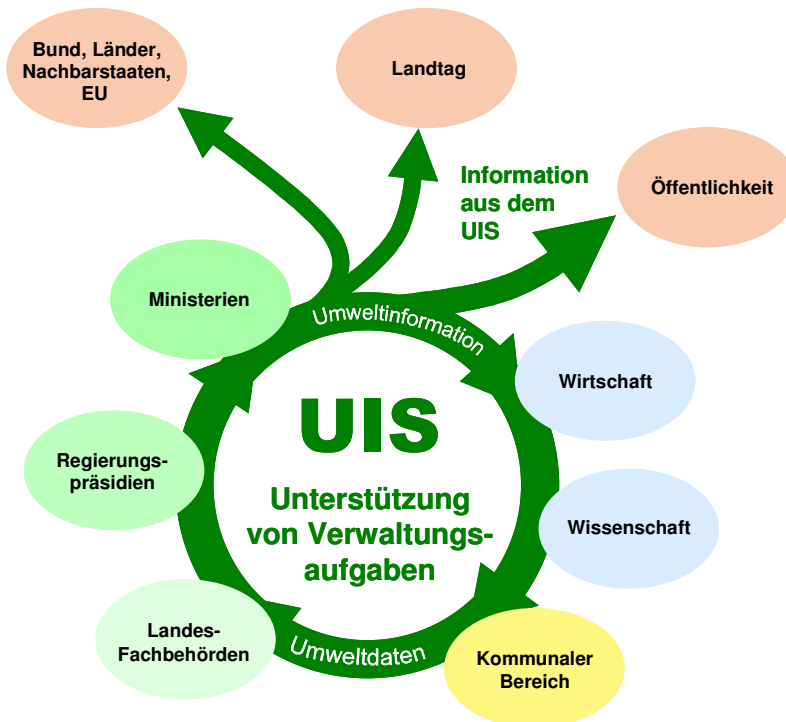 Bund, Länder,
Nachbarstaaten,
EU
Landtag
Öffentlichkeit
Information
aus dem
UIS
Ministerien
Umweltinformation
Wirtschaft
UIS
Unterstützung
von Verwaltungs-
aufgaben
Regierungs-
präsidien
Wissenschaft
Landes-
Fachbehörden
Umweltdaten
Kommunaler
Bereich